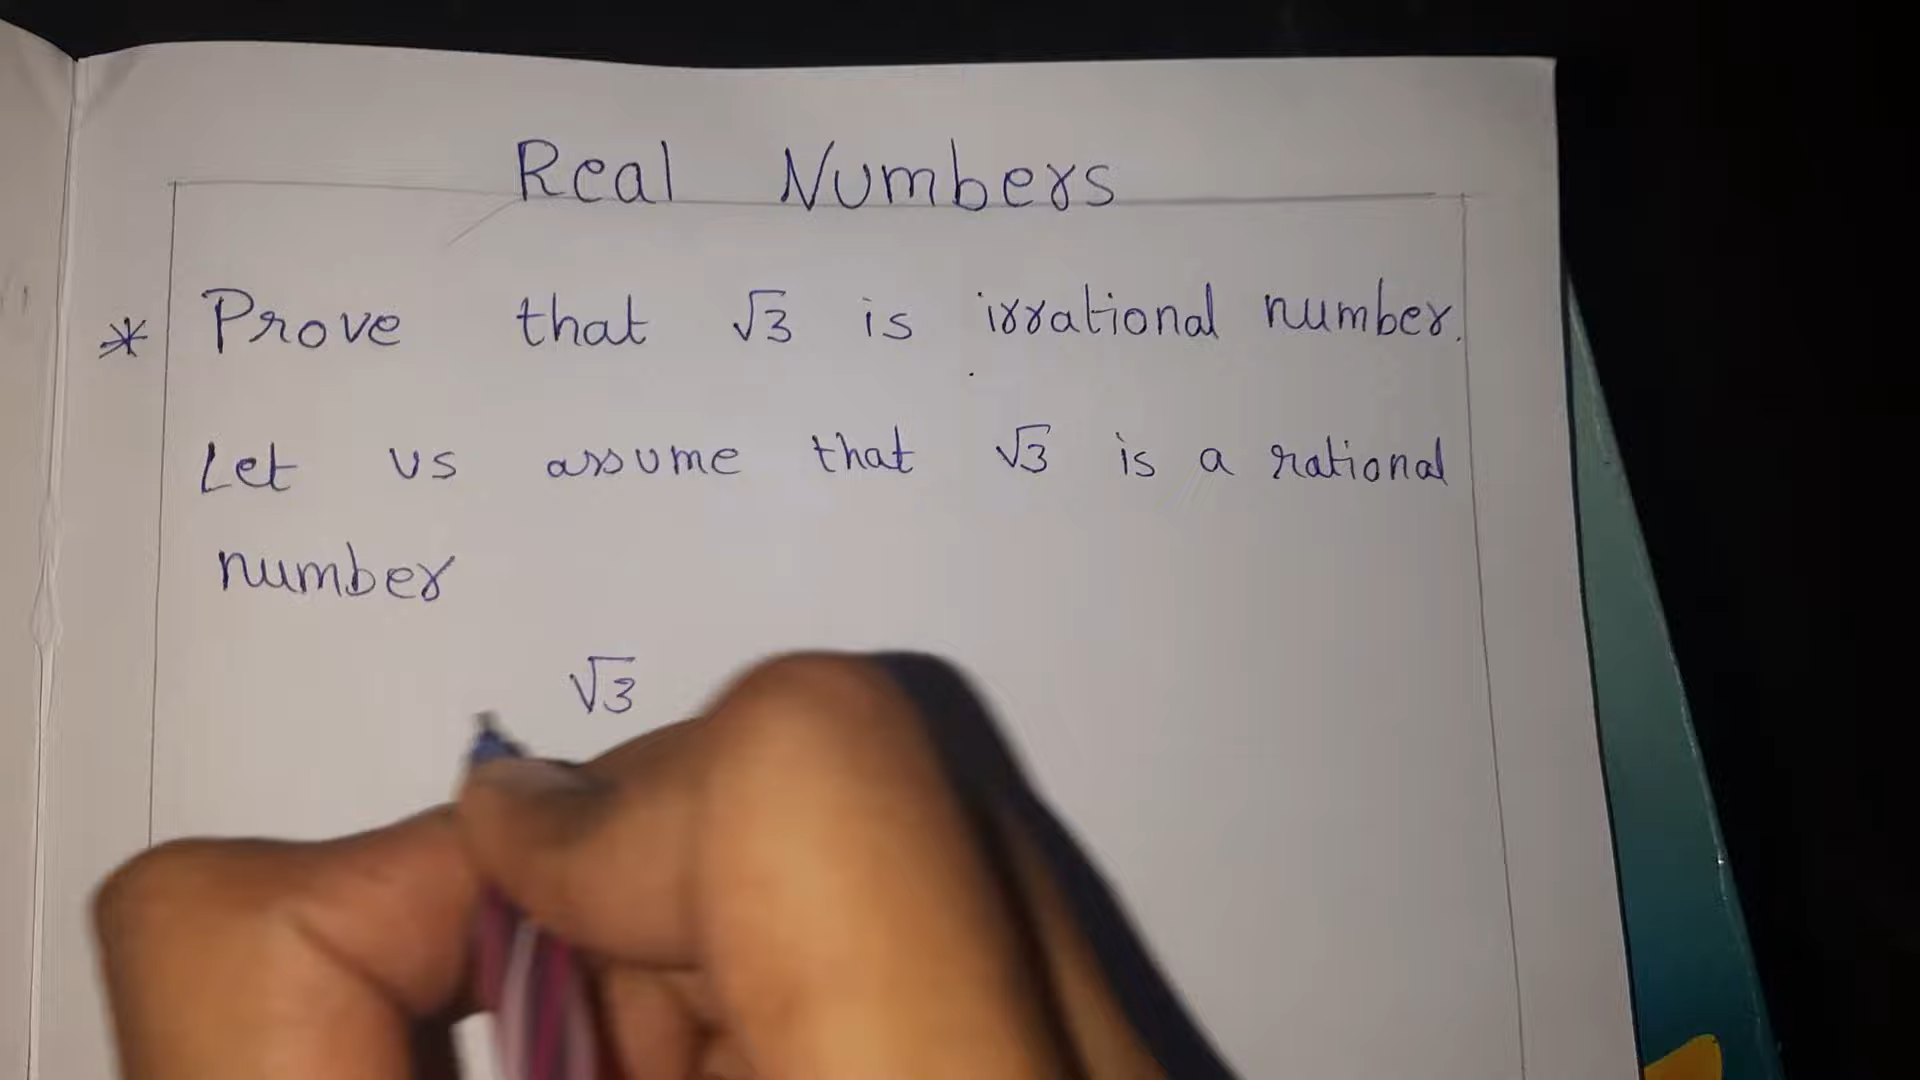 Real Numbers
* Prove that √3 is irrational number.
Let us assume that √3 is a rational
number
√3